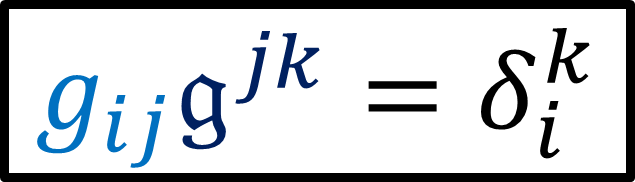 g_{ij} 𝔤^{jk} = δ_i^k